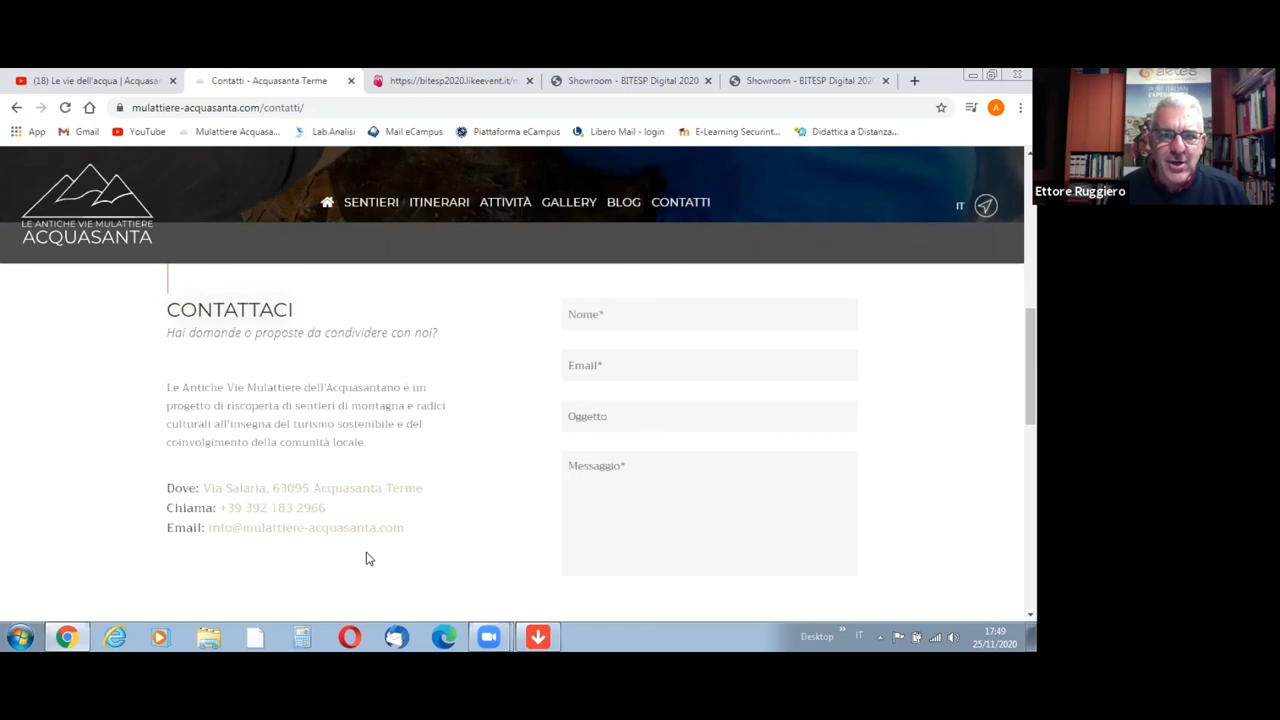 (18) Le vie dell'acqua | Acquasan
Contatti - Acquasanta Terme
https://bitesp2020.likeevent.it/m
Showroom - BITESP Digital 2020
Showroom - BITESP Digital 2020
mulattiere-acquasanta.com/contatti/
A
App Gmail YouTube Mulattiere Acquasa... Lab.Analisi Mail eCampus Piattaforma eCampus Libero Mail - login E-Learning Securint... Didattica a Distanza...
Ettore Ruggiero
LE ANTICHE VIE MULATTIERE
ACQUASANTA
SENTIERI ITINERARI ATTIVITÀ GALLERY BLOG CONTATTI
IT
CONTATTACI
Hai domande o proposte da condividere con noi?
Le Antiche Vie Mulattiere dell'Acquasantano è un
progetto di riscoperta di sentieri di montagna e radici
culturali all'insegna del turismo sostenibile e del
coinvolgimento della comunità locale.
Dove: Via Salaria, 63095 Acquasanta Terme
Chiama: +39 392 183 2966
Email: info@mulattiere-acquasanta.com
Nome*
Email*
Oggetto
Messaggio*
Desktop
IT
17:49
25/11/2020